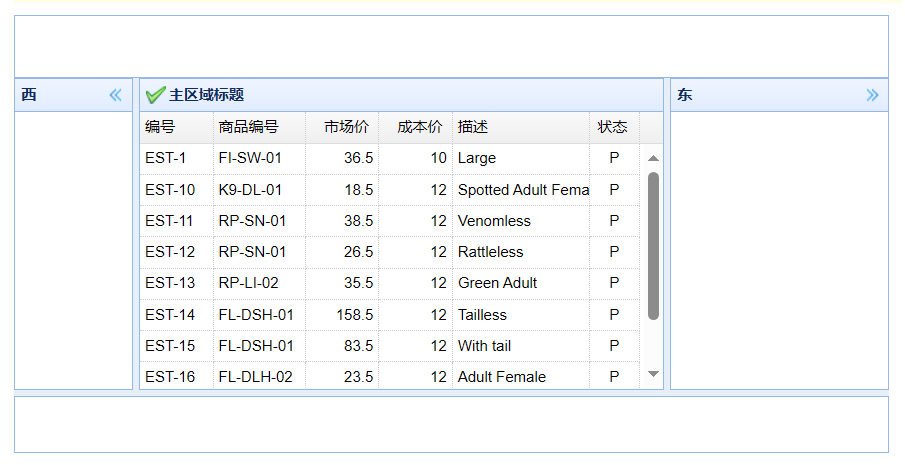 西 主区域标题 东
编号 商品编号 市场价 成本价 描述 状态
EST-1 FI-SW-01 36.5 10 Large P
EST-10 K9-DL-01 18.5 12 Spotted Adult Fema P
EST-11 RP-SN-01 38.5 12 Venomless P
EST-12 RP-SN-01 26.5 12 Rattleless P
EST-13 RP-LI-02 35.5 12 Green Adult P
EST-14 FL-DSH-01 158.5 12 Tailless P
EST-15 FL-DSH-01 83.5 12 With tail P
EST-16 FL-DLH-02 23.5 12 Adult Female P